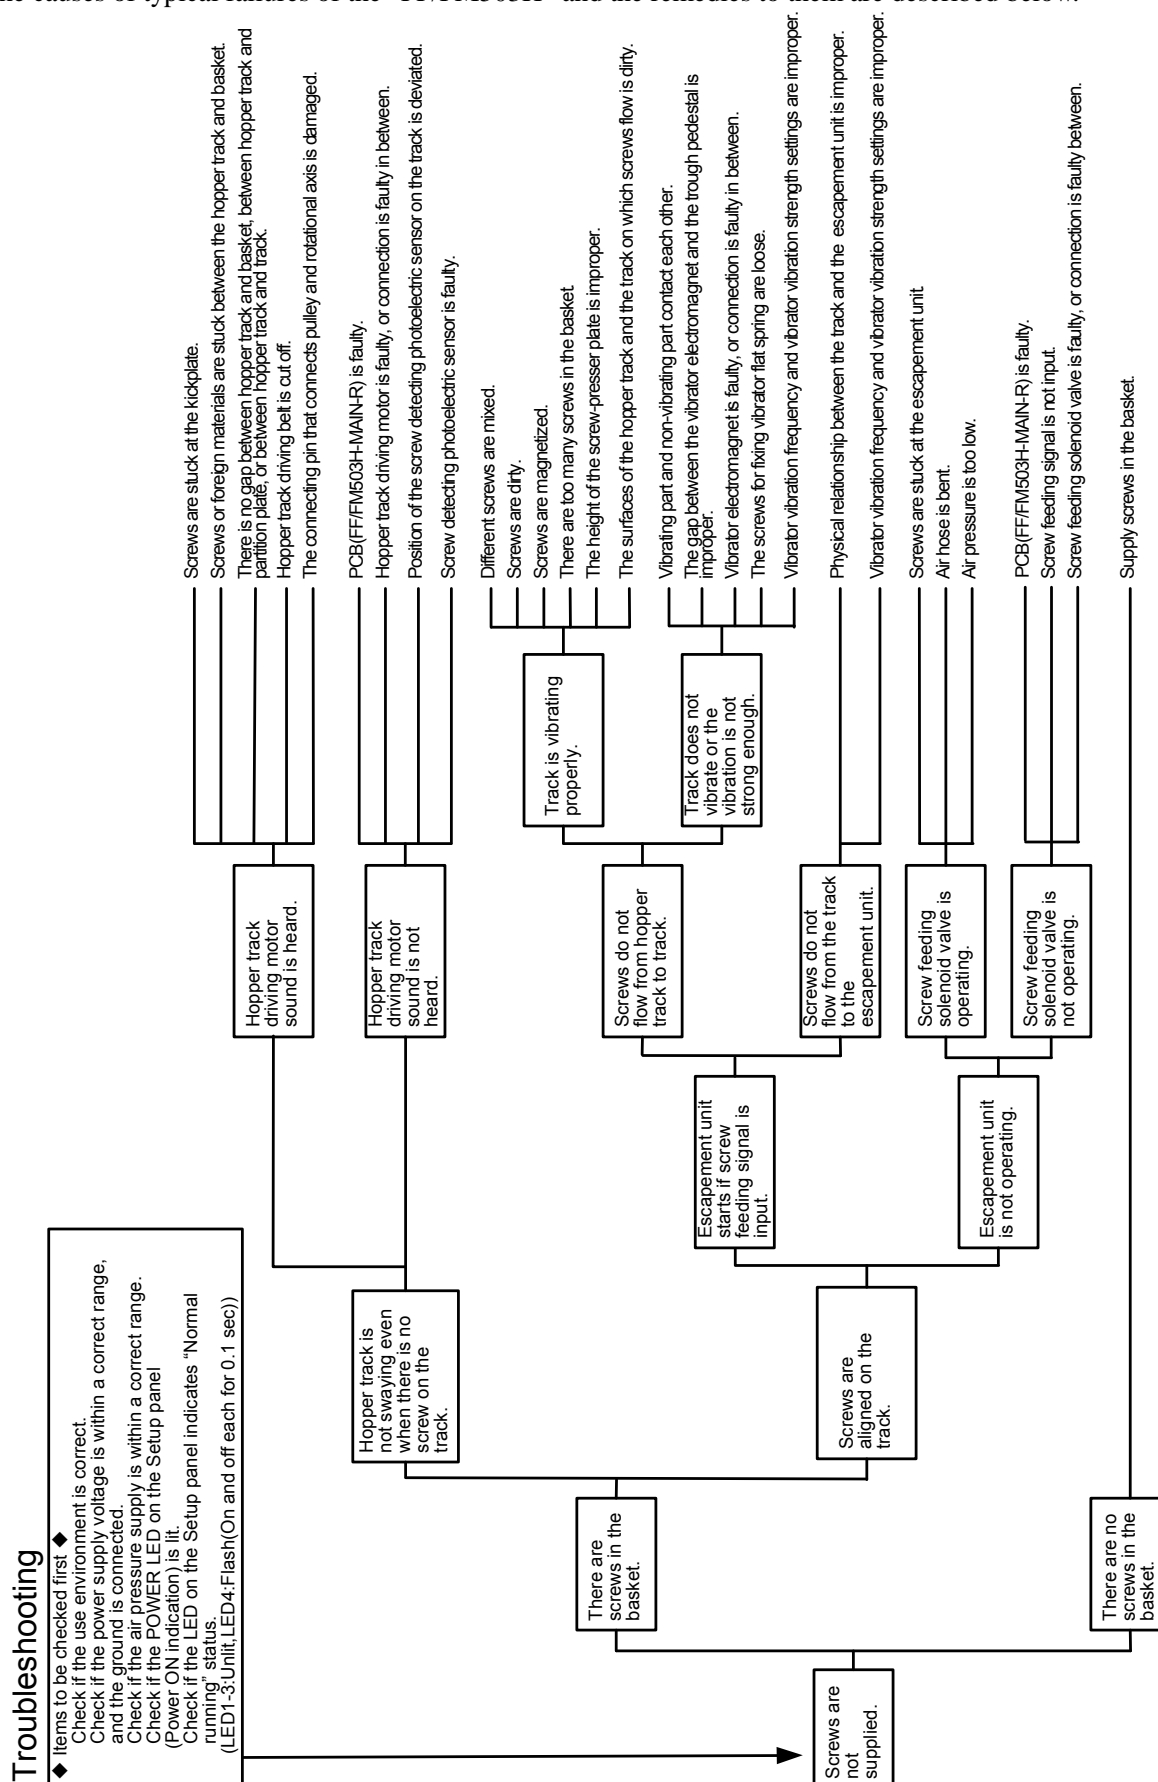 The causes of typical failures of the "FF/FM503H" and the remedies to them are described below.
Troubleshooting
◆ Items to be checked first ◆
Check if the use environment is correct.
Check if the power supply voltage is within a correct range,
and the ground is connected.
Check if the air pressure supply is within a correct range.
Check if the POWER LED on the Setup panel
(Power ON indication) is lit.
Check if the LED on the Setup panel indicates “Normal
running” status.
(LED1-3:Unlit,LED4:Flash(On and off each for 0.1 sec))
Screws are
not
supplied.
There are
screws in the
basket.
Hopper track is
not swaying even
when there is no
screw on the
track.
Hopper track
driving motor
sound is heard.
Screws are stuck at the kickplate.
Screws or foreign materials are stuck between the hopper track and basket.
There is no gap between hopper track and basket, between hopper track and
partition plate, or between hopper track and track.
Hopper track driving belt is cut off.
The connecting pin that connects pulley and rotational axis is damaged.
Hopper track
driving motor
sound is not
heard.
PCB(FF/FM503H-MAIN-R) is faulty.
Hopper track driving motor is faulty, or connection is faulty in between.
Position of the screw detecting photoelectric sensor on the track is deviated.
Screw detecting photoelectric sensor is faulty.
Screws are
aligned on the
track.
Escapement unit
starts if screw
feeding signal is
input.
Screws do not
flow from hopper
track to track.
Track is vibrating
properly.
Different screws are mixed.
Screws are dirty.
Screws are magnetized.
There are too many screws in the basket.
The height of the screw-presser plate is improper.
The surfaces of the hopper track and the track on which screws flow is dirty.
Track does not
vibrate or the
vibration is not
strong enough.
Vibrating part and non-vibrating part contact each other.
The gap between the vibrator electromagnet and the trough pedestal is
improper.
Vibrator electromagnet is faulty, or connection is faulty in between.
The screws for fixing vibrator flat spring are loose.
Vibrator vibration frequency and vibrator vibration strength settings are improper.
Screws do not
flow from the track
to the
escapement unit.
Physical relationship between the track and the escapement unit is improper.
Vibrator vibration frequency and vibrator vibration strength settings are improper.
Escapement unit
is not operating.
Screw feeding
solenoid valve is
operating.
Screws are stuck at the escapement unit.
Air hose is bent.
Air pressure is too low.
Screw feeding
solenoid valve is
not operating.
PCB(FF/FM503H-MAIN-R) is faulty.
Screw feeding signal is not input.
Screw feeding solenoid valve is faulty, or connection is faulty between.
There are no
screws in the
basket.
Supply screws in the basket.